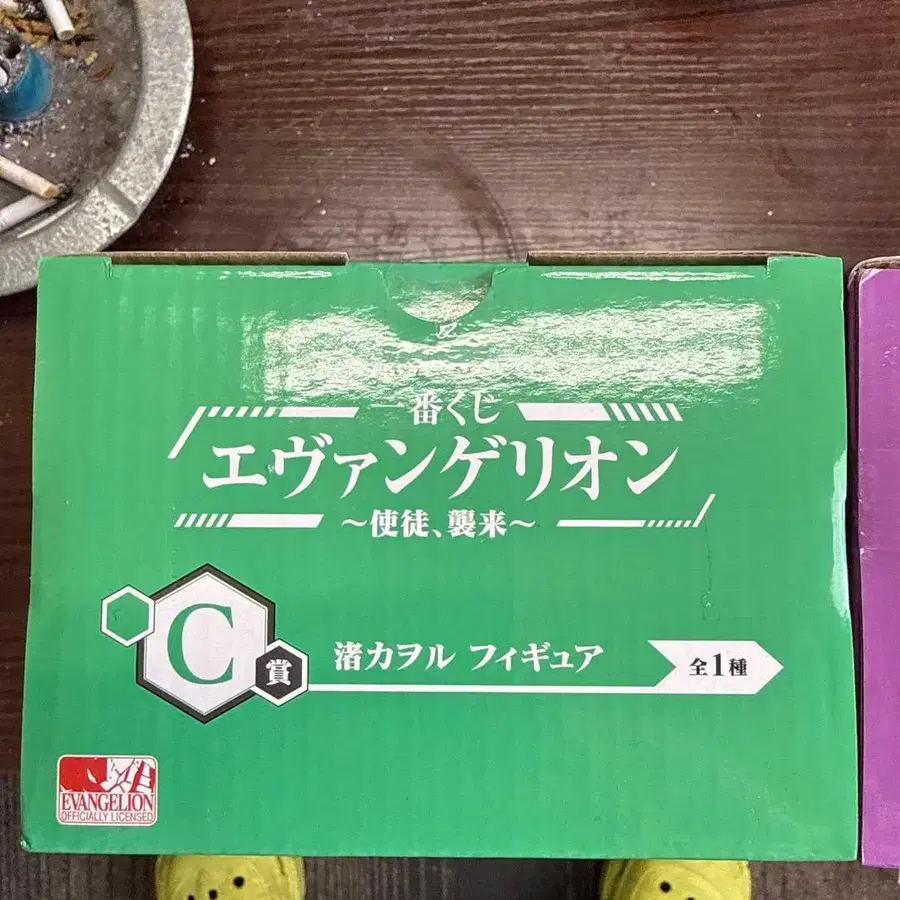 一番くじ
エヴァンゲリオン
～使徒、襲来～
C
賞
渚カヲル フィギュア
全1種
EVANGELION
OFFICIALLY LICENSED